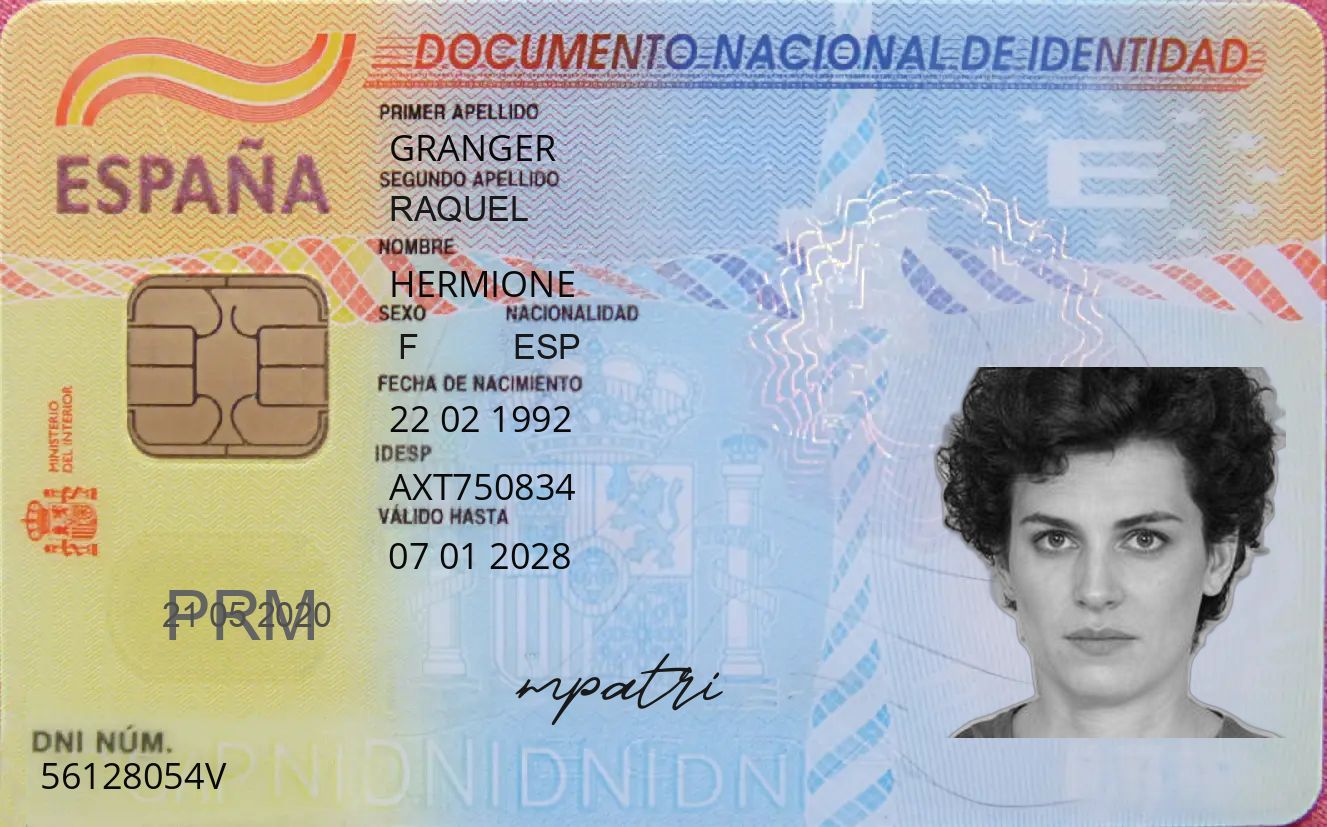 DOCUMENTO NACIONAL DE IDENTIDAD
ESPAÑA
PRIMER APELLIDO
GRANGER
SEGUNDO APELLIDO
RAQUEL
NOMBRE
HERMIONE
SEXO NACIONALIDAD
F ESP
FECHA DE NACIMIENTO
22 02 1992
IDESP
AXT750834
VÁLIDO HASTA
07 01 2028
MINISTERIO
DEL INTERIOR
E
PRM
21 05 2020
mpatri
DNI NÚM.
56128054V
DNIDNIDNIDN